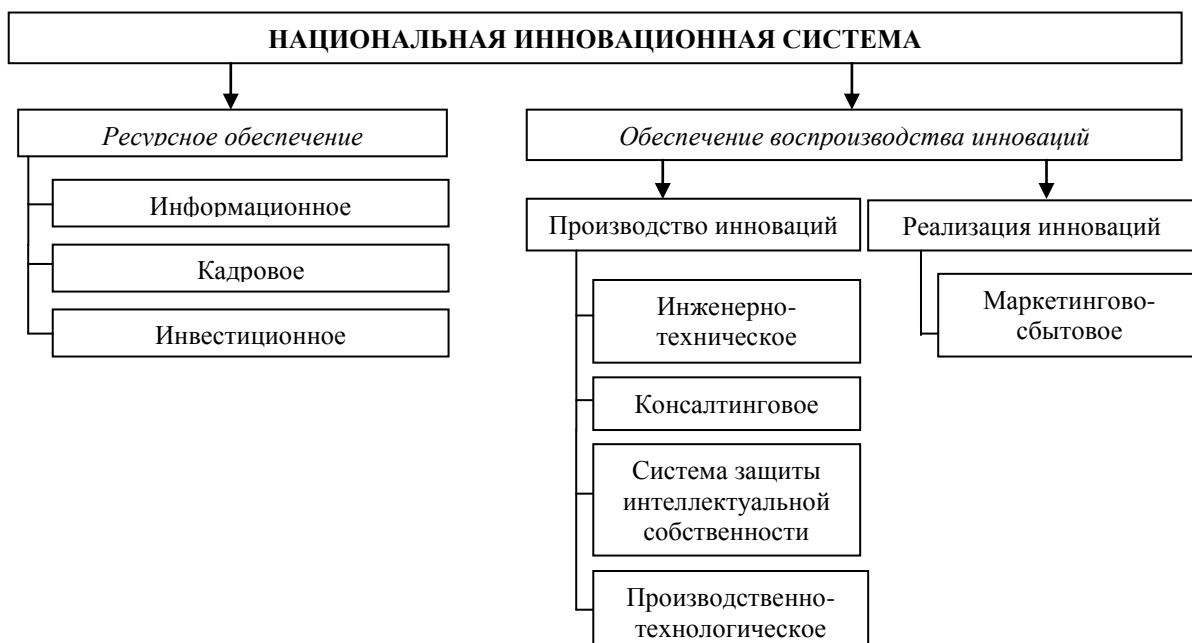 НАЦИОНАЛЬНАЯ ИННОВАЦИОННАЯ СИСТЕМА
Ресурсное обеспечение
Информационное
Кадровое
Инвестиционное
Обеспечение воспроизводства инноваций
Производство инноваций
Инженерно-
техническое
Консалтинговое
Система защиты
интеллектуальной
собственности
Производственно-
технологическое
Реализация инноваций
Маркетингово-
сбытовое